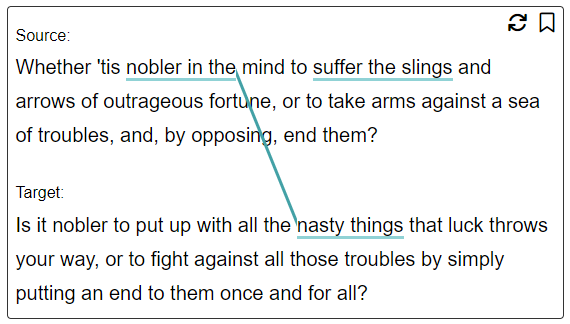 Source:
Whether 'tis nobler in the mind to suffer the slings and
arrows of outrageous fortune, or to take arms against a sea
of troubles, and, by opposing, end them?
Target:
Is it nobler to put up with all the nasty things that luck throws
your way, or to fight against all those troubles by simply
putting an end to them once and for all?